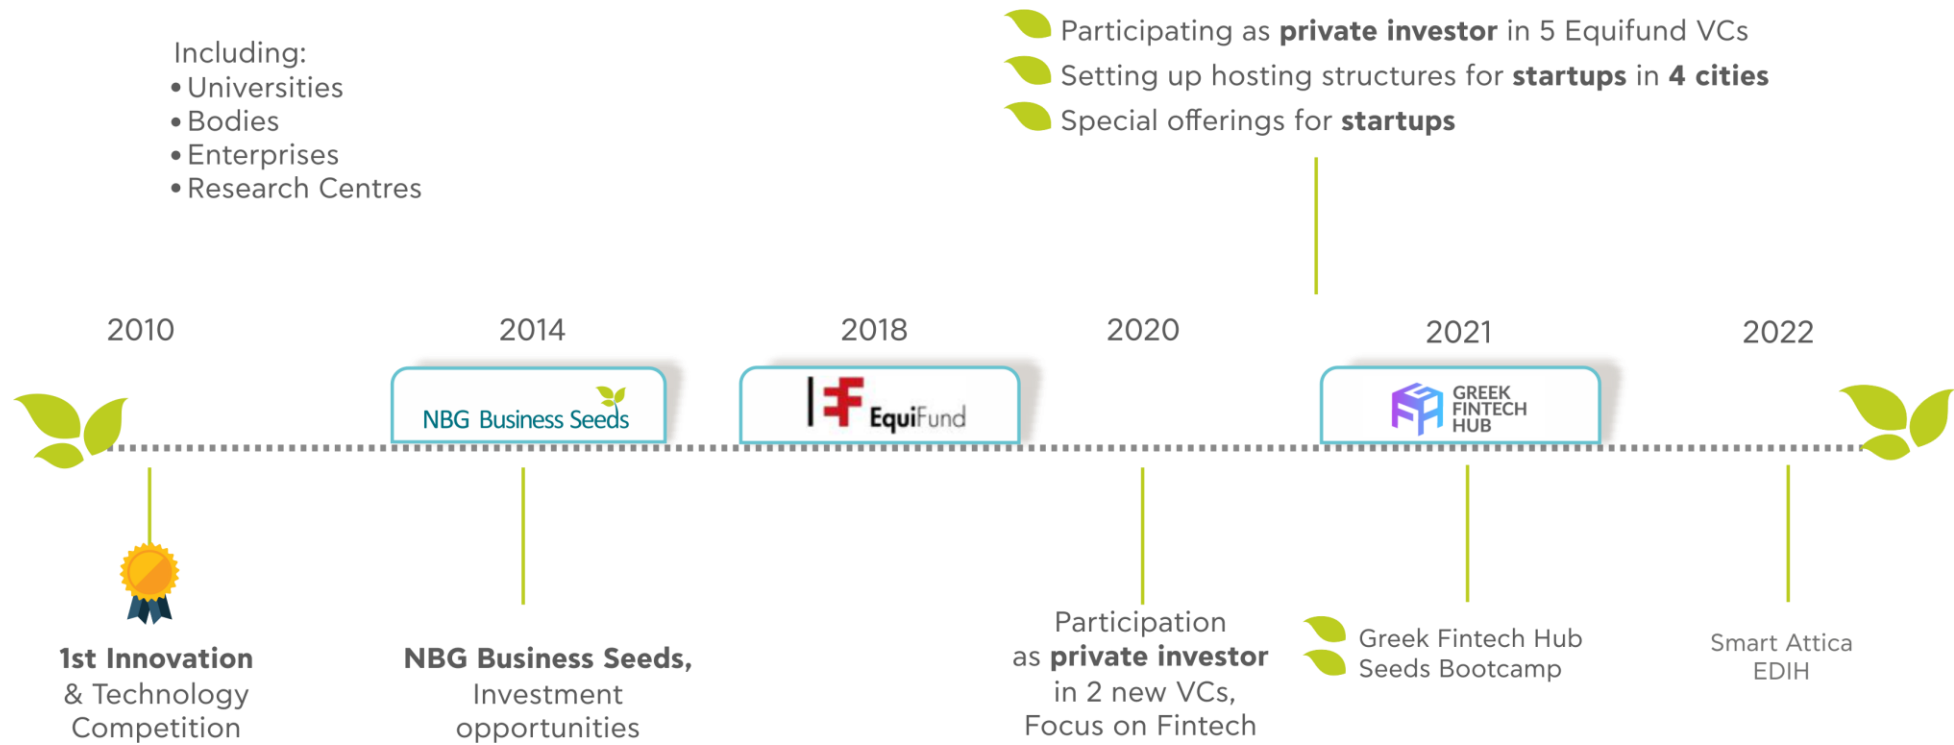 Including:
• Universities
• Bodies
• Enterprises
• Research Centres
Participating as private investor in 5 Equifund VCs
Setting up hosting structures for startups in 4 cities
Special offerings for startups
2010
2014
2018
2020
2021
2022
NBG Business Seeds
EquiFund
GREEK
FINTECH
HUB
1st Innovation
& Technology
Competition
NBG Business Seeds,
Investment
opportunities
Participation
as private investor
in 2 new VCs,
Focus on Fintech
Greek Fintech Hub
Seeds Bootcamp
Smart Attica
EDIH